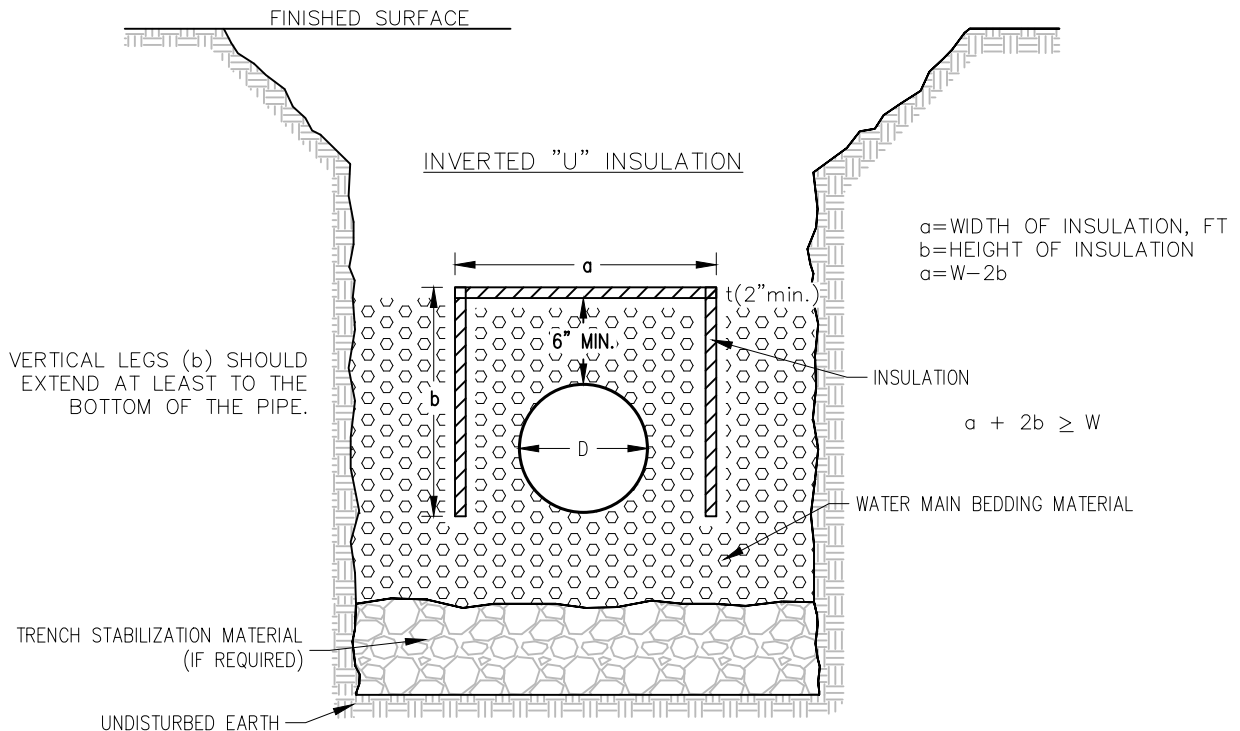 FINISHED SURFACE
INVERTED "U" INSULATION
a=WIDTH OF INSULATION, FT
b=HEIGHT OF INSULATION
a=W-2b
a
t(2"min.)
6" MIN.
VERTICAL LEGS (b) SHOULD
EXTEND AT LEAST TO THE
BOTTOM OF THE PIPE.
b
INSULATION
a + 2b ≥ W
D
WATER MAIN BEDDING MATERIAL
TRENCH STABILIZATION MATERIAL
(IF REQUIRED)
UNDISTURBED EARTH